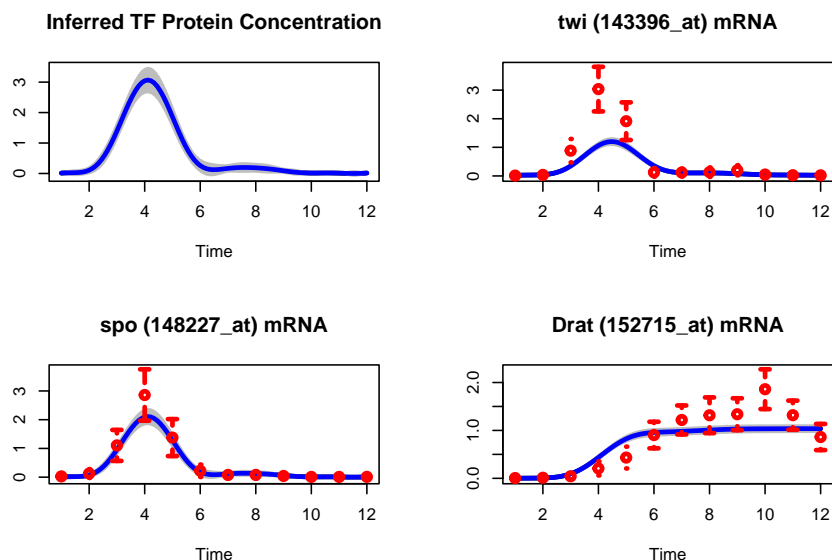 Inferred TF Protein Concentration
3
2
1
0
2 4 6 8 10 12
Time
twi (143396_at) mRNA
3
2
1
0
2 4 6 8 10 12
Time
spo (148227_at) mRNA
3
2
1
0
2 4 6 8 10 12
Time
Drat (152715_at) mRNA
2.0
1.0
0.0
2 4 6 8 10 12
Time